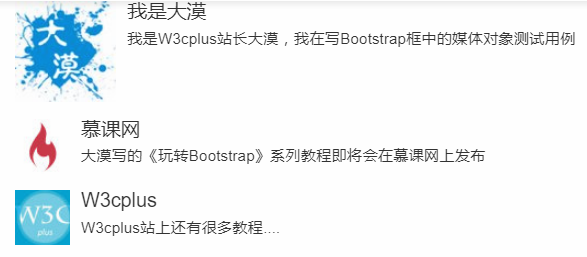 大漠
我是大漠
我是W3cplus站长大漠，我在写Bootstrap框中的媒体对象测试用例
慕课网
大漠写的《玩转Bootstrap》系列教程即将会在慕课网上发布
W3C
plus
W3cplus
W3cplus站上还有很多教程....